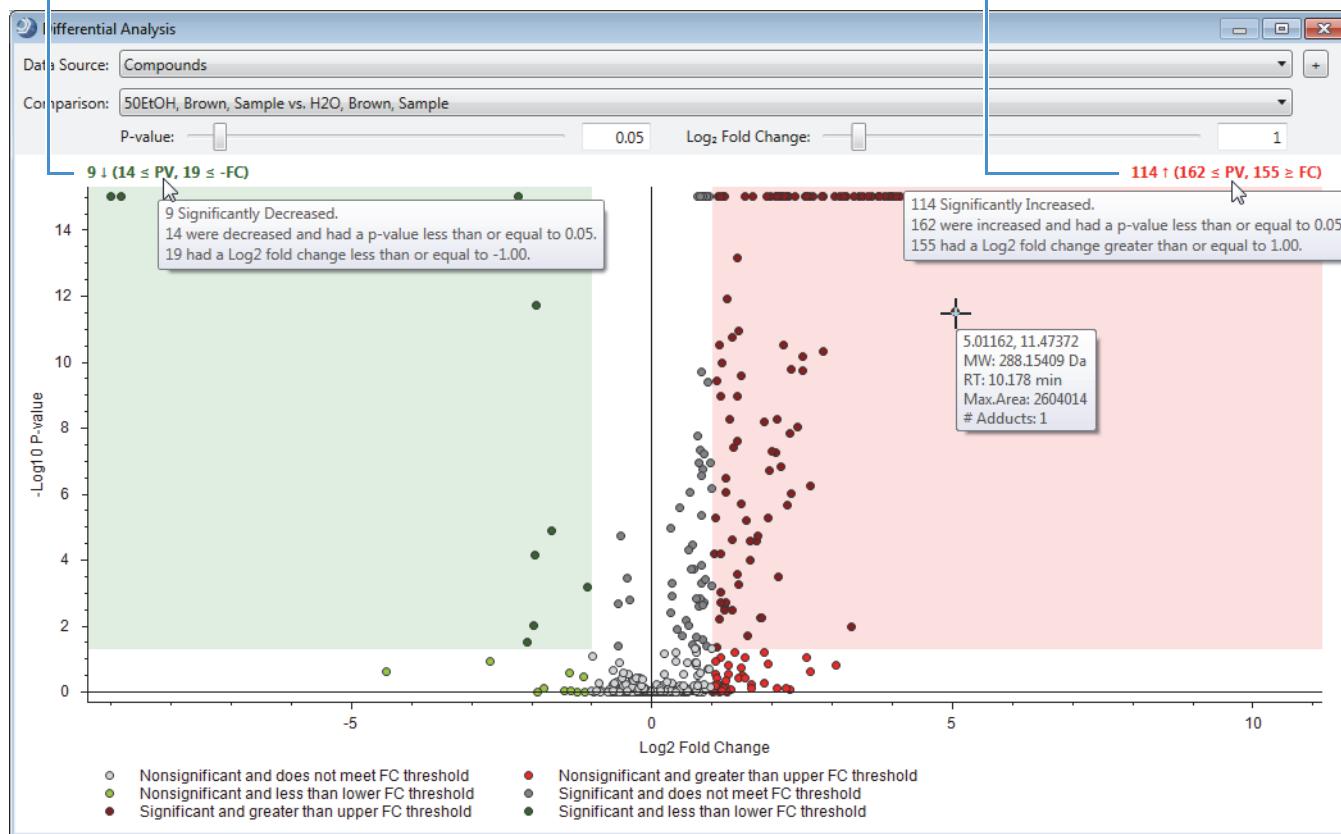 Differential Analysis
Data Source: Compounds
+
Comparison: 50EtOH, Brown, Sample vs. H2O, Brown, Sample
P-value: 0.05 Log₂ Fold Change: 1
9 ↓ (14 ≤ PV, 19 ≤ -FC)
114 ↑ (162 ≤ PV, 155 ≥ FC)
9 Significantly Decreased.
14 were decreased and had a p-value less than or equal to 0.05.
19 had a Log2 fold change less than or equal to -1.00.
114 Significantly Increased.
162 were increased and had a p-value less than or equal to 0.05
155 had a Log2 fold change greater than or equal to 1.00.
5.01162, 11.47372
MW: 288.15409 Da
RT: 10.178 min
Max.Area: 2604014
# Adducts: 1
-Log10 P-value
14
12
10
8
6
4
2
0
-5 0 5 10
Log2 Fold Change
Nonsignificant and does not meet FC threshold
Nonsignificant and less than lower FC threshold
Significant and greater than upper FC threshold
Nonsignificant and greater than upper FC threshold
Significant and does not meet FC threshold
Significant and less than lower FC threshold